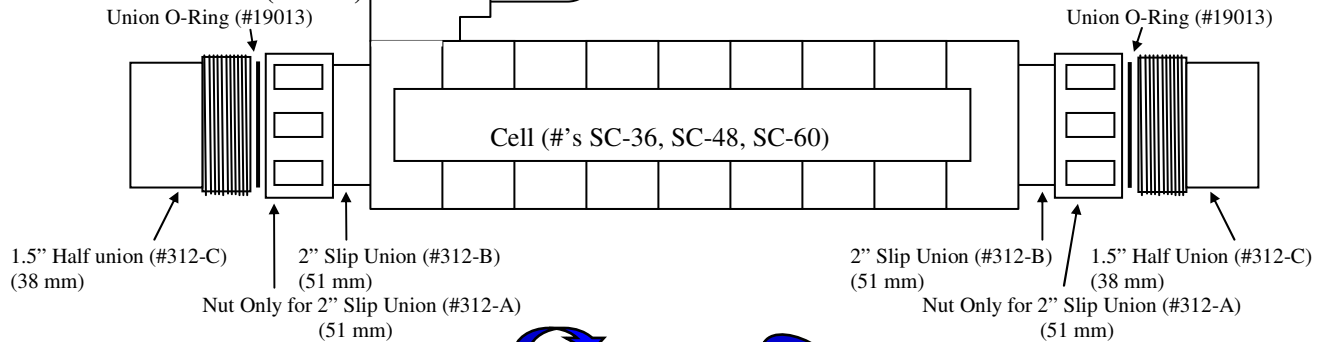 Union O-Ring (#19013)
Union O-Ring (#19013)
Cell (#'s SC-36, SC-48, SC-60)
1.5” Half union (#312-C)
(38 mm)
2” Slip Union (#312-B)
(51 mm)
Nut Only for 2” Slip Union (#312-A)
(51 mm)
2” Slip Union (#312-B)
(51 mm)
1.5” Half Union (#312-C)
(38 mm)
Nut Only for 2” Slip Union (#312-A)
(51 mm)